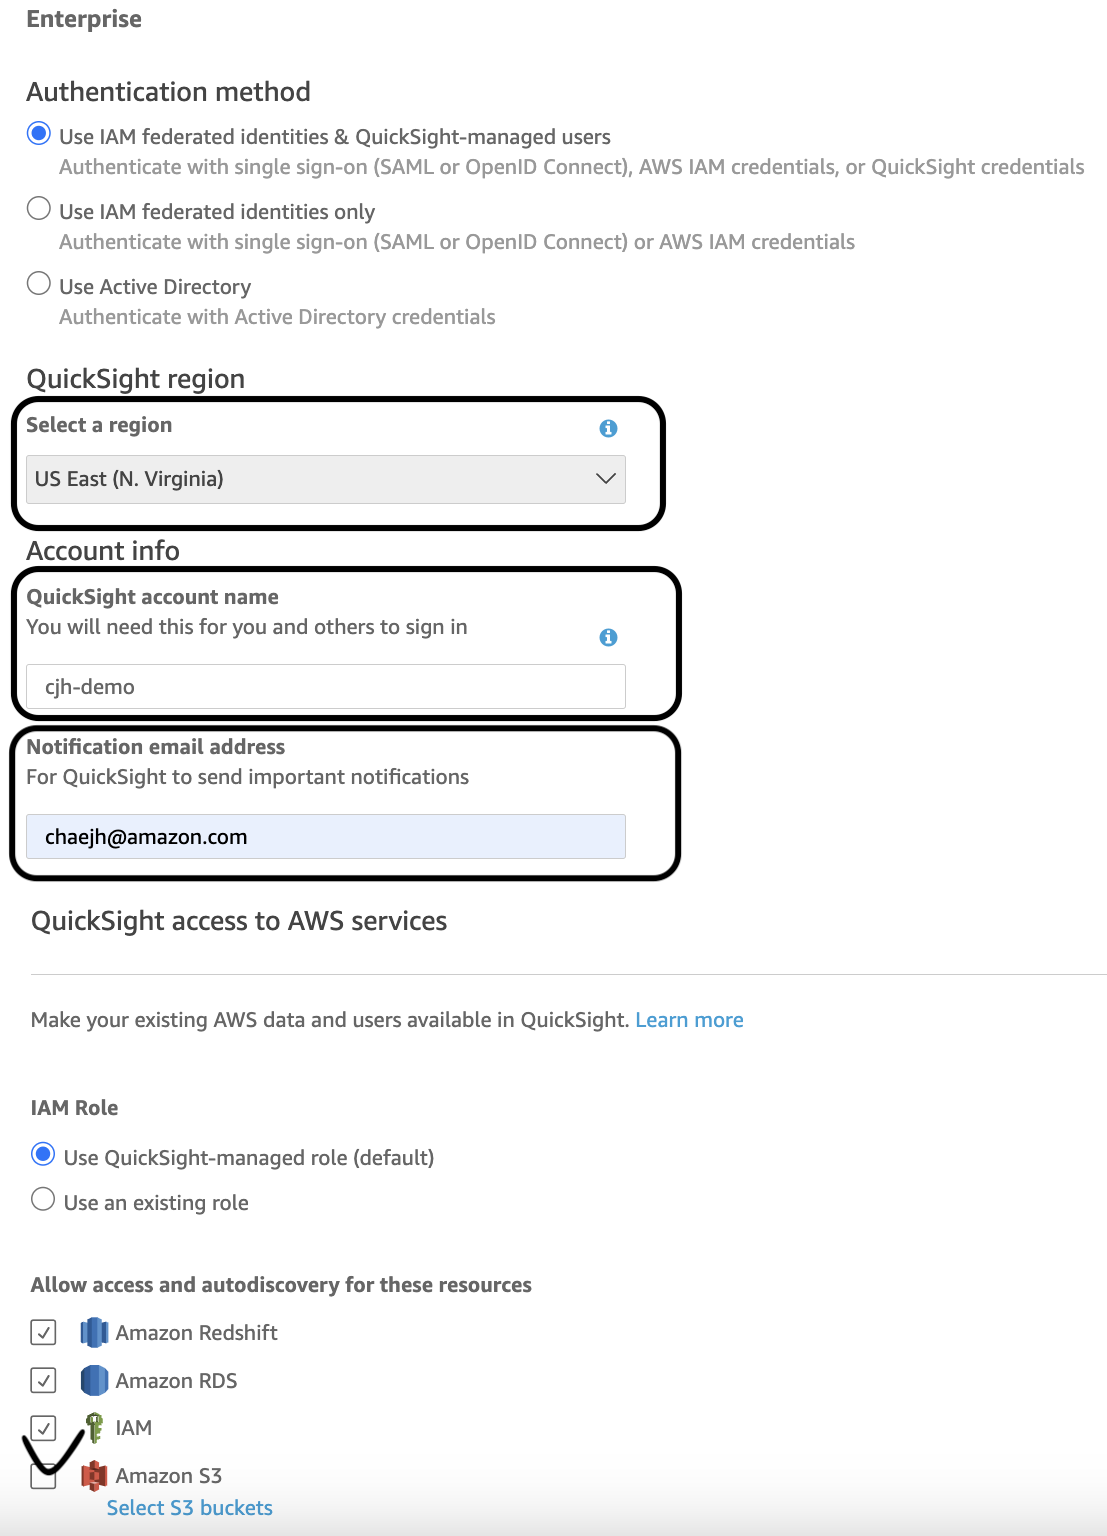 Enterprise
Authentication method
Use IAM federated identities & QuickSight-managed users
Authenticate with single sign-on (SAML or OpenID Connect), AWS IAM credentials, or QuickSight credentials
Use IAM federated identities only
Authenticate with single sign-on (SAML or OpenID Connect) or AWS IAM credentials
Use Active Directory
Authenticate with Active Directory credentials
QuickSight region
Select a region
US East (N. Virginia)
Account info
QuickSight account name
You will need this for you and others to sign in
cjh-demo
Notification email address
For QuickSight to send important notifications
chaejh@amazon.com
QuickSight access to AWS services
Make your existing AWS data and users available in QuickSight. Learn more
IAM Role
Use QuickSight-managed role (default)
Use an existing role
Allow access and autodiscovery for these resources
Amazon Redshift
Amazon RDS
IAM
Amazon S3
Select S3 buckets